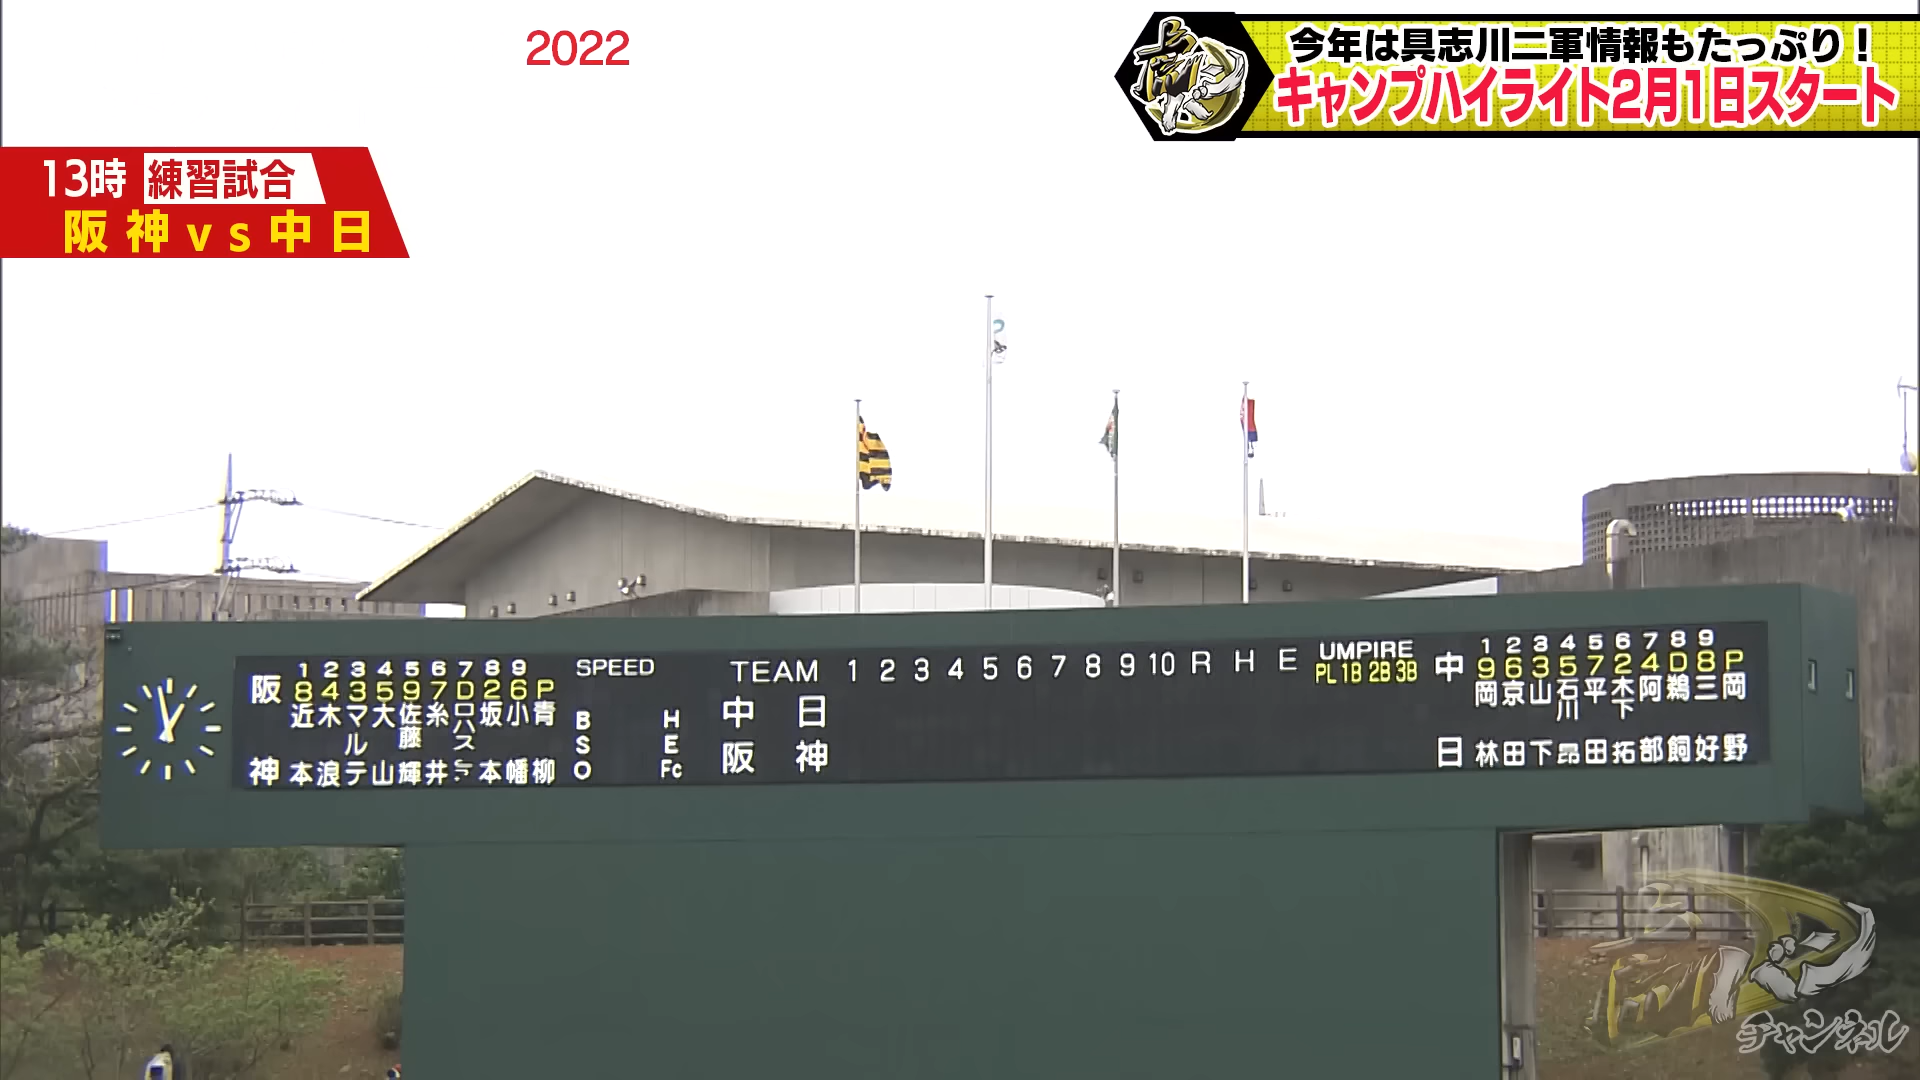 2022
今年は具志川二軍情報もたっぷり！
キャンプハイライト2月1日スタート
13時 練習試合
阪神vs中日
阪神
1 2 3 4 5 6 7 8 9
8 4 3 5 9 7 D 2 6 P
近本
木浪
マルテ
大山
佐藤輝
糸井
坂本
小幡
青柳
SPEED
B H
S E
O Fc
TEAM 1 2 3 4 5 6 7 8 9 10 R H E
中日
阪神
UMPIRE
PL 1B 2B 3B
中日
1 2 3 4 5 6 7 8 9
9 6 3 5 7 2 4 D 8 P
岡林
京田
山下
石川昂
平田
木下拓
阿部
鵜飼
三好
岡野
チャンネル